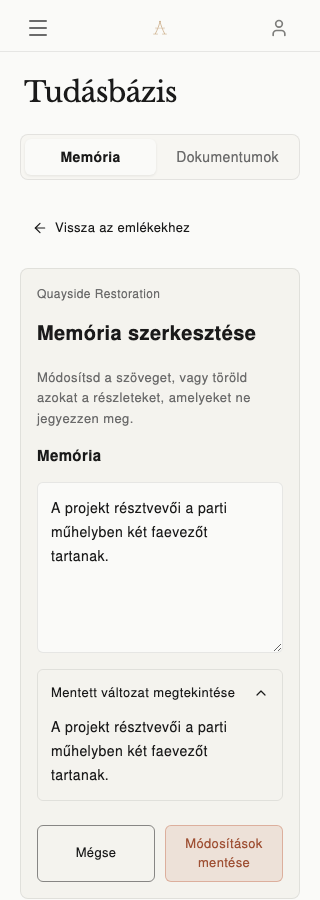 Tudásbázis
Memória
Dokumentumok
Vissza az emlékekhez
Quayside Restoration
Memória szerkesztése
Módosítsd a szöveget, vagy töröld
azokat a részleteket, amelyeket ne
jegyezzen meg.
Memória
A projekt résztvevői a parti
műhelyben két faevezőt
tartanak.
Mentett változat megtekintése
A projekt résztvevői a parti
műhelyben két faevezőt
tartanak.
Mégse
Módosítások
mentése